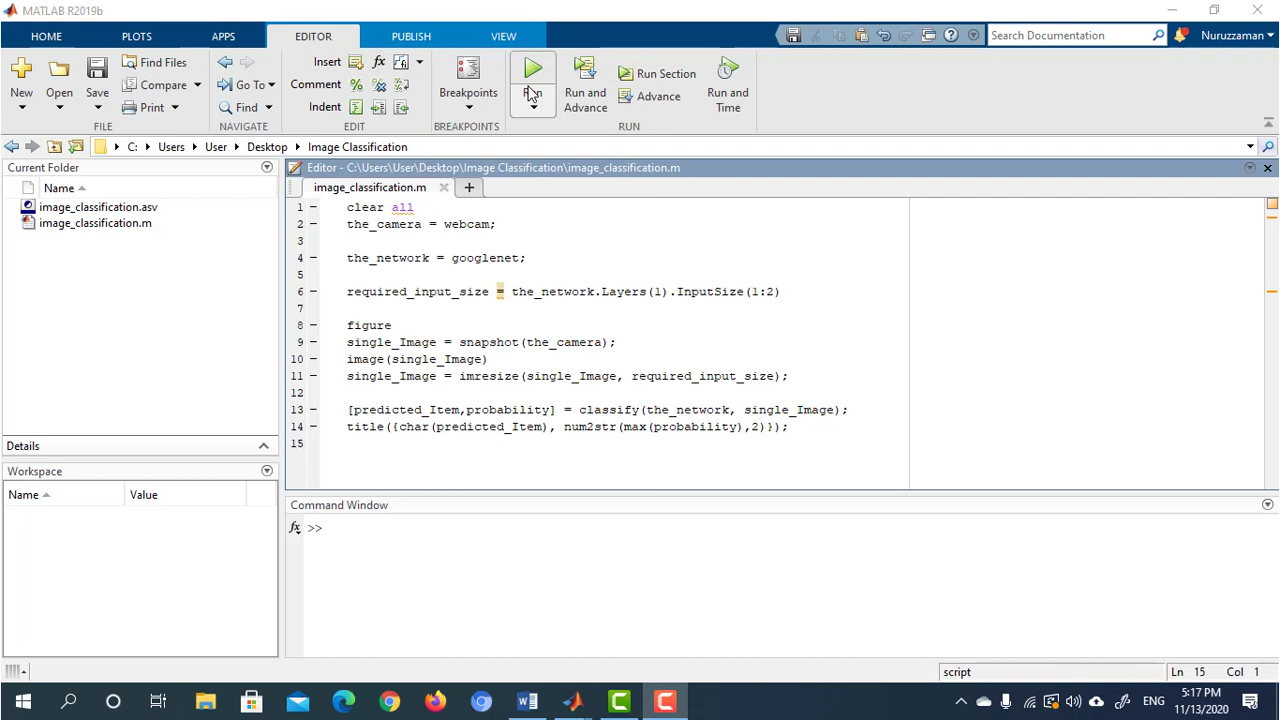 MATLAB R2019b
HOME PLOTS APPS EDITOR PUBLISH VIEW Search Documentation Nuruzzaman
New Open Save Find Files Compare Print Go To Find Insert fx Comment Indent Breakpoints Run Run and Advance Run Section Advance Run and Time
FILE NAVIGATE EDIT BREAKPOINTS RUN
C: Users User Desktop Image Classification
Current Folder
Name
image_classification.asv
image_classification.m
Details
Workspace
Name Value
Editor - C:\Users\User\Desktop\Image Classification\image_classification.m
image_classification.m
1 - clear all
2 - the_camera = webcam;
3
4 - the_network = googlenet;
5
6 - required_input_size = the_network.Layers(1).InputSize(1:2)
7
8 - figure
9 - single_Image = snapshot(the_camera);
10 - image(single_Image)
11 - single_Image = imresize(single_Image, required_input_size);
12
13 - [predicted_Item,probability] = classify(the_network, single_Image);
14 - title({char(predicted_Item), num2str(max(probability),2)});
15
Command Window
fx >>
script Ln 15 Col 1
ENG 5:17 PM
11/13/2020